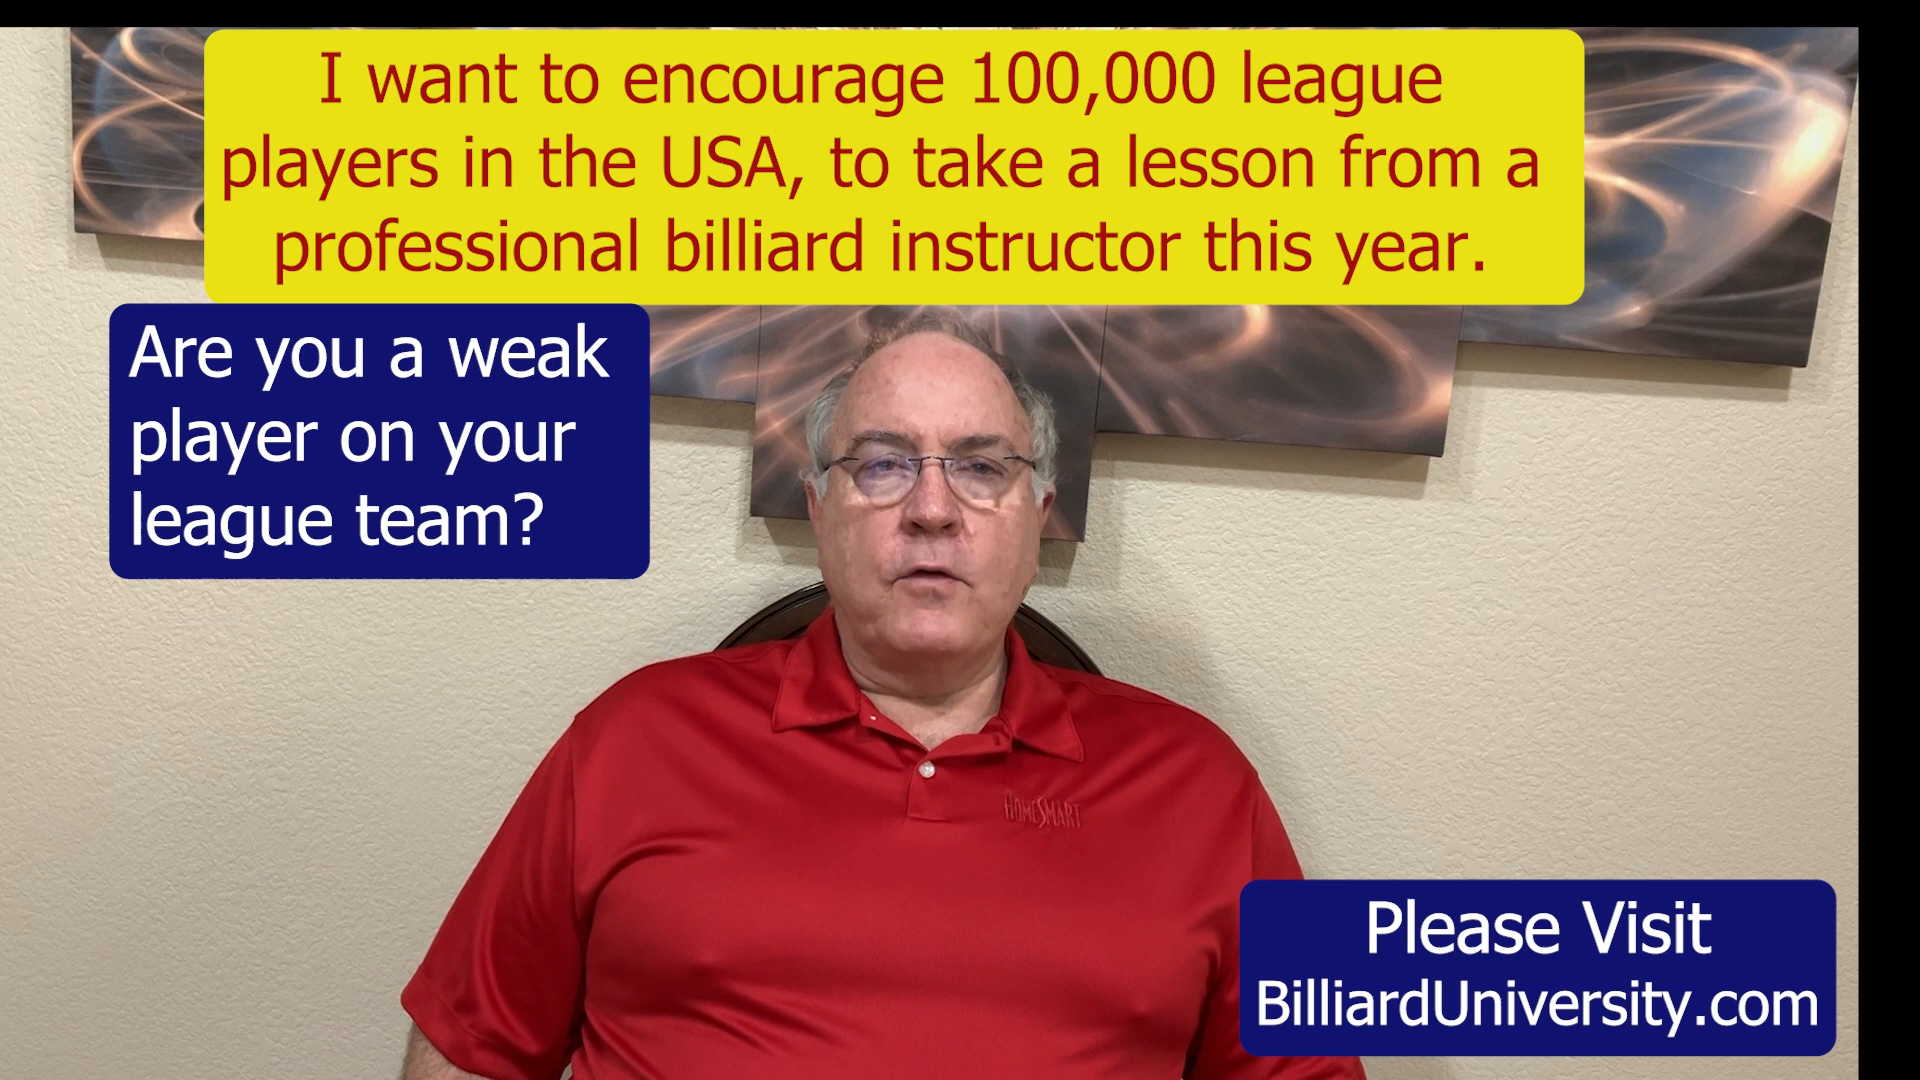 I want to encourage 100,000 league
players in the USA, to take a lesson from a
professional billiard instructor this year.
Are you a weak
player on your
league team?
HOMESMART
Please Visit
BilliardUniversity.com